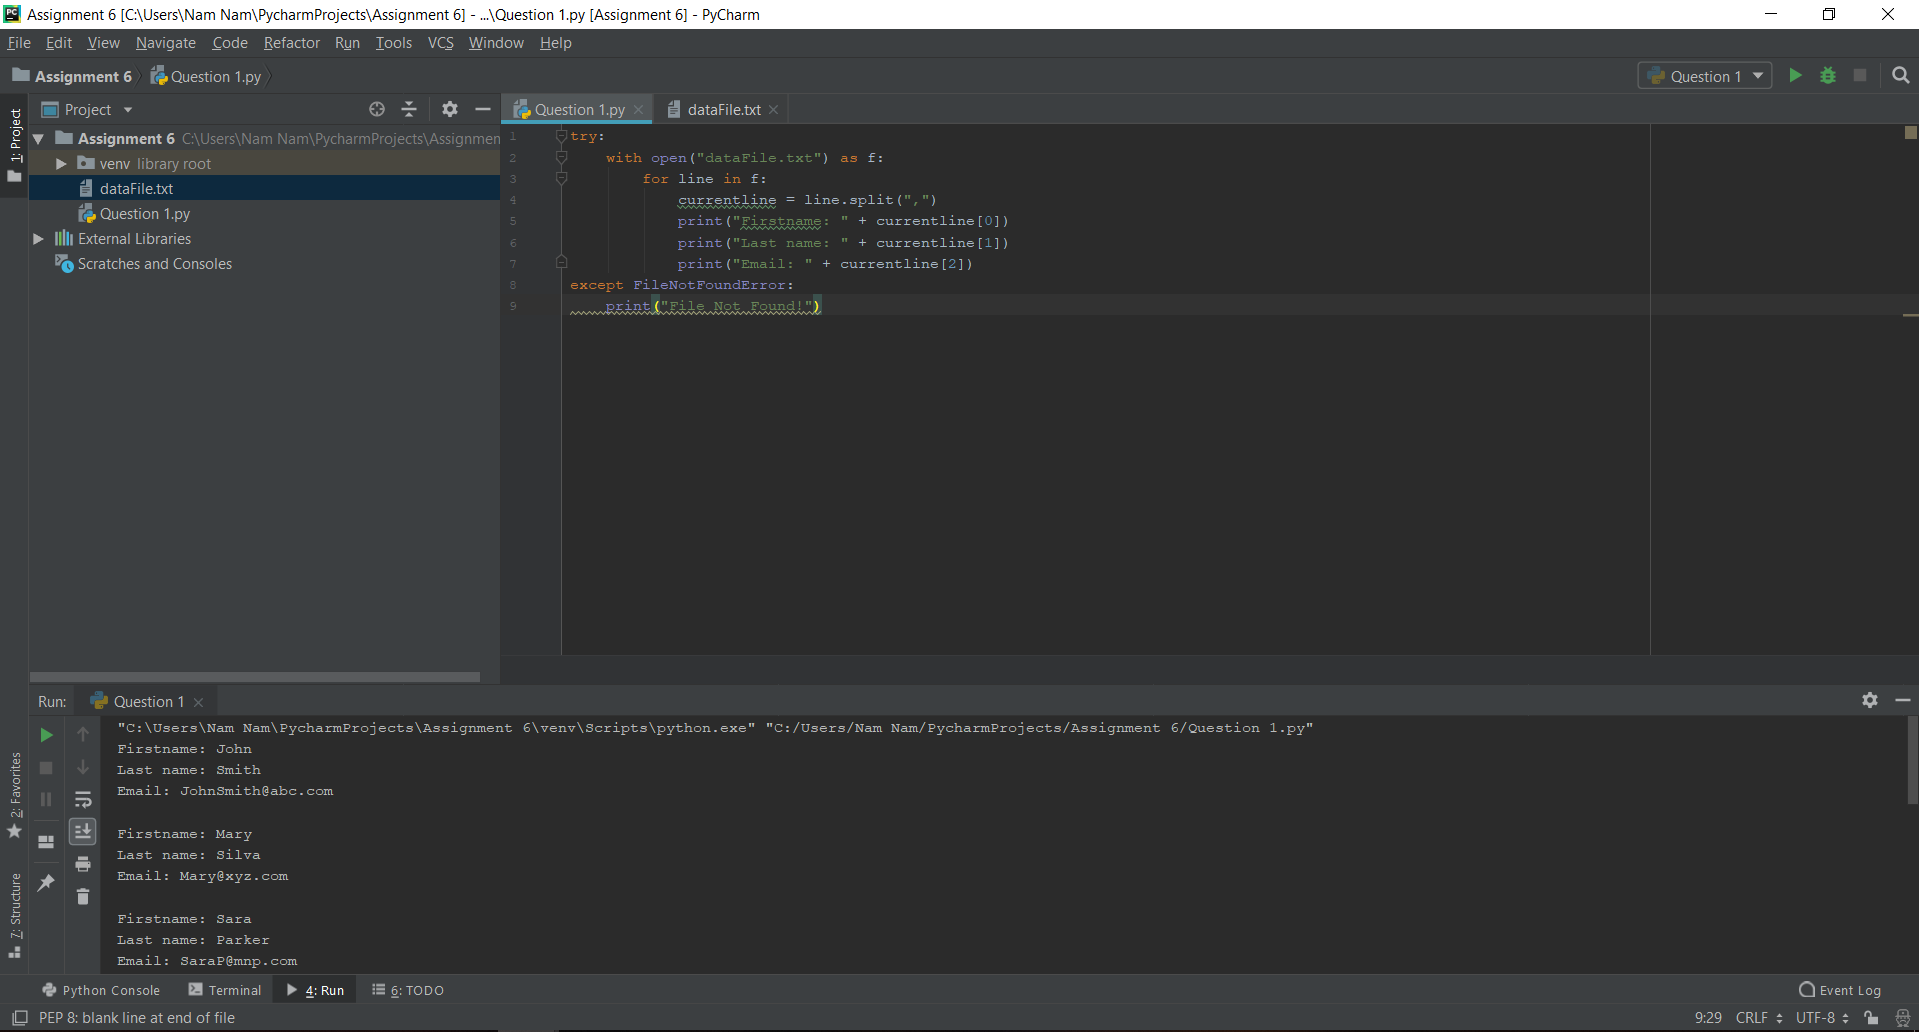 Assignment 6 [C:\Users\Nam Nam\PycharmProjects\Assignment 6] - ...\Question 1.py [Assignment 6] - PyCharm
File Edit View Navigate Code Refactor Run Tools VCS Window Help
Assignment 6 Question 1.py
Question 1
Project
Question 1.py
dataFile.txt
1: Project
Assignment 6 C:\Users\Nam Nam\PycharmProjects\Assignmen
venv library root
dataFile.txt
Question 1.py
External Libraries
Scratches and Consoles
1 try:
2 with open("dataFile.txt") as f:
3 for line in f:
4 currentline = line.split(",")
5 print("Firstname: " + currentline[0])
6 print("Last name: " + currentline[1])
7 print("Email: " + currentline[2])
8 except FileNotFoundError:
9 print("File Not Found!")
Run: Question 1
"C:\Users\Nam Nam\PycharmProjects\Assignment 6\venv\Scripts\python.exe" "C:/Users/Nam Nam/PycharmProjects/Assignment 6/Question 1.py"
Firstname: John
Last name: Smith
Email: JohnSmith@abc.com
Firstname: Mary
Last name: Silva
Email: Mary@xyz.com
Firstname: Sara
Last name: Parker
Email: SaraP@mnp.com
2: Favorites
7: Structure
Python Console Terminal 4: Run 6: TODO Event Log
PEP 8: blank line at end of file 9:29 CRLF UTF-8